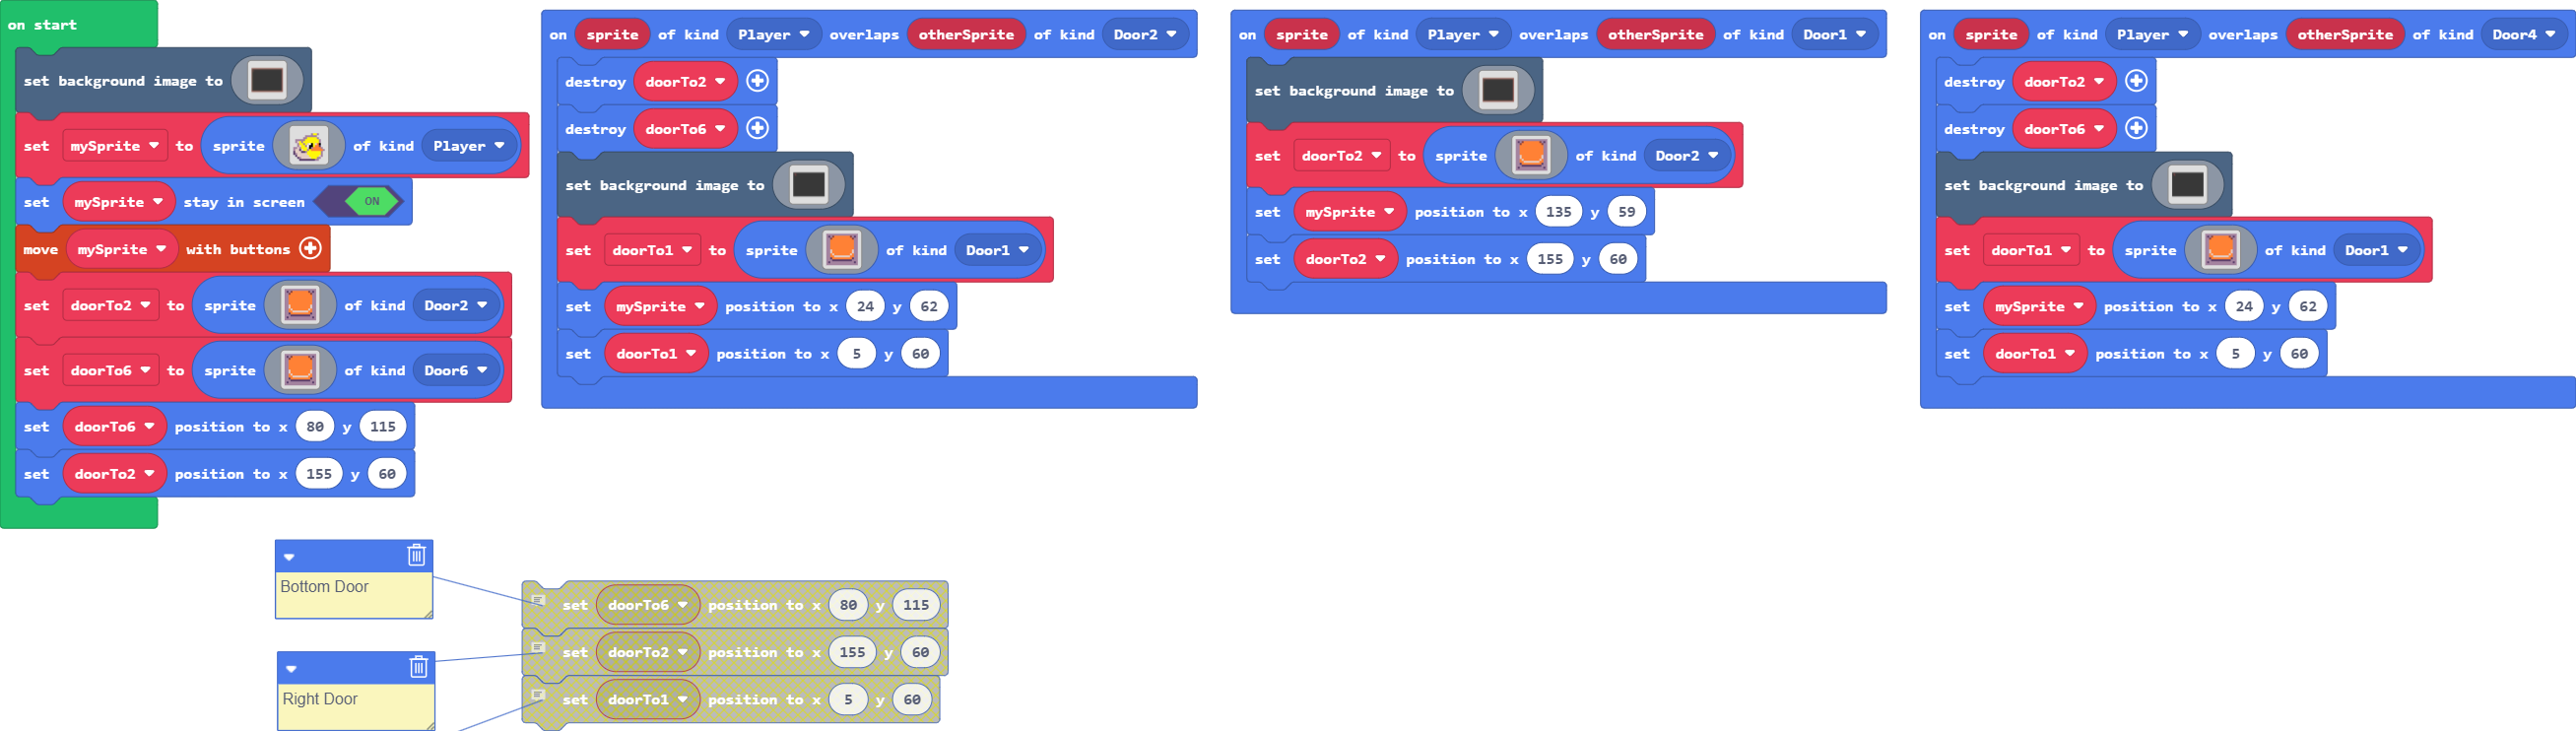 on start
set background image to
set mySprite to sprite of kind Player
set mySprite stay in screen ON
move mySprite with buttons
set doorTo2 to sprite of kind Door2
set doorTo6 to sprite of kind Door6
set doorTo6 position to x 80 y 115
set doorTo2 position to x 155 y 60
on sprite of kind Player overlaps otherSprite of kind Door2
destroy doorTo2
destroy doorTo6
set background image to
set doorTo1 to sprite of kind Door1
set mySprite position to x 24 y 62
set doorTo1 position to x 5 y 60
on sprite of kind Player overlaps otherSprite of kind Door1
set background image to
set doorTo2 to sprite of kind Door2
set mySprite position to x 135 y 59
set doorTo2 position to x 155 y 60
on sprite of kind Player overlaps otherSprite of kind Door4
destroy doorTo2
destroy doorTo6
set background image to
set doorTo1 to sprite of kind Door1
set mySprite position to x 24 y 62
set doorTo1 position to x 5 y 60
Bottom Door
Right Door
set doorTo6 position to x 80 y 115
set doorTo2 position to x 155 y 60
set doorTo1 position to x 5 y 60